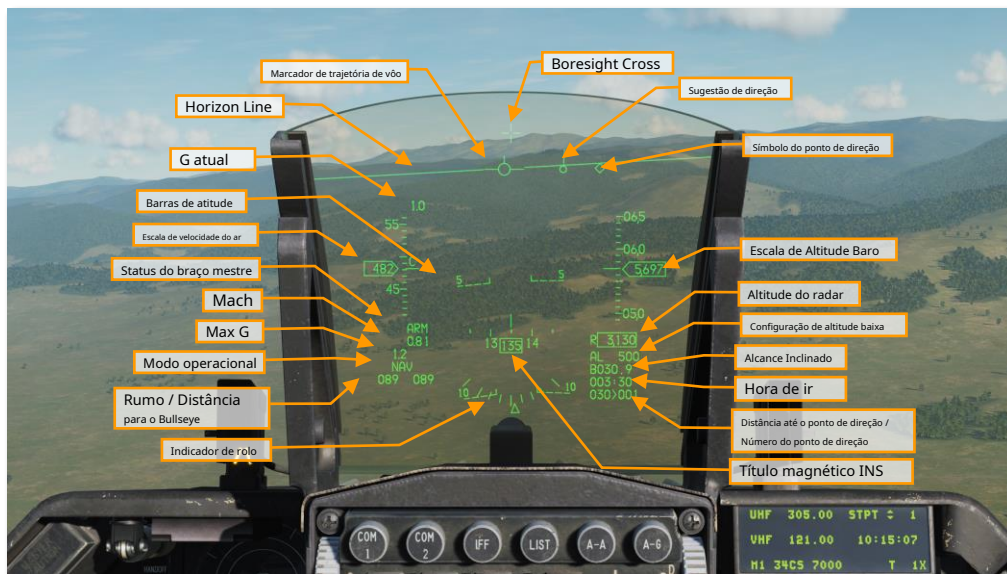 Marcador de trajetória de vôo
Boresight Cross
Sugestão de direção
Horizon Line
Símbolo do ponto de direção
G atual
Barras de atitude
Escala de velocidade do ar
Status do braço mestre
Mach
Max G
Modo operacional
Rumo / Distância
para o Bullseye
Indicador de rolo
Escala de Altitude Baro
Altitude do radar
Configuração de altitude baixa
Alcance Inclinado
Hora de ir
Distância até o ponto de direção /
Número do ponto de direção
Título magnético INS
1.0
55
482
C
45
ARM
0.81
1.2
NAV
089 089
5 5
13 135 14
10 10
065
060
5,697
050
R 3,130
AL 500
B030.9
003:30
030>001
COM
1
COM
2
IFF
LIST
A-A
A-G
D
UHF 305.00 STPT 1
VHF 121.00 10:15:07
M1 34C5 7000 T 1X